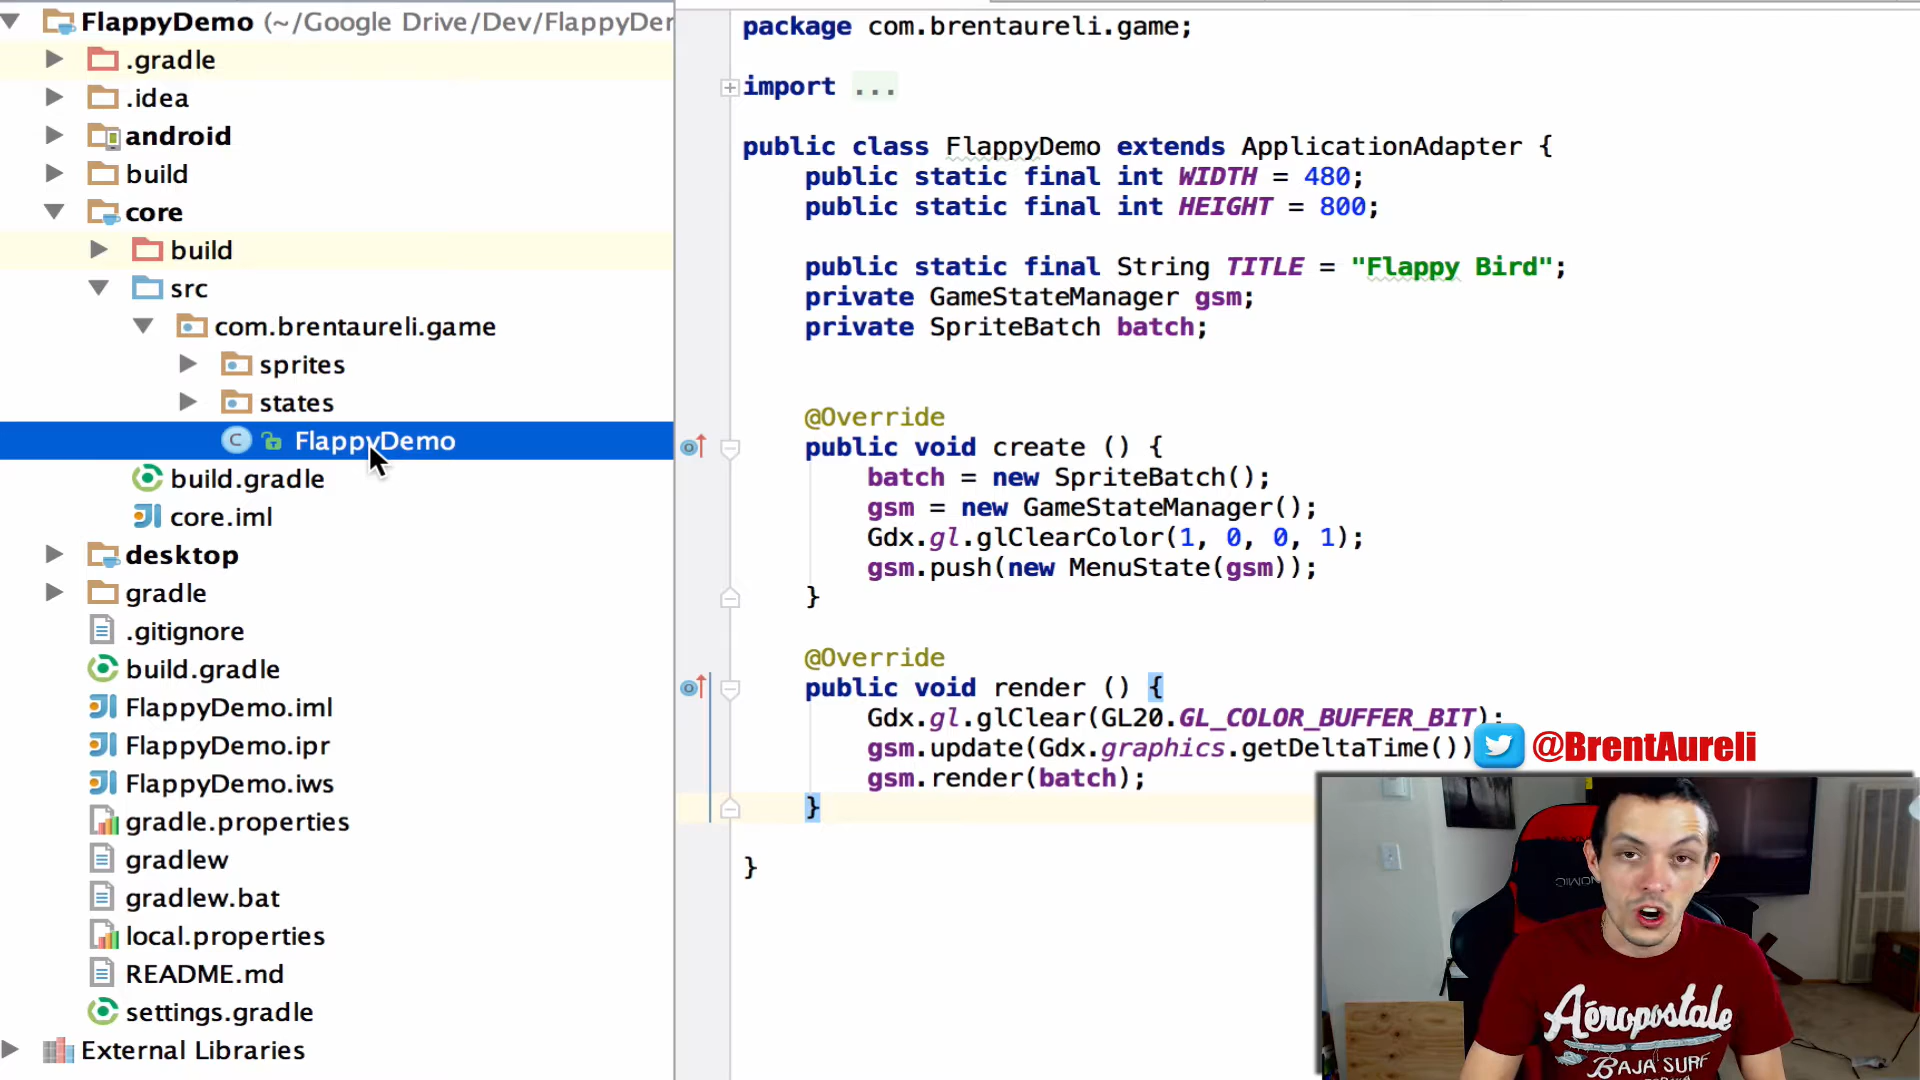 FlappyDemo (~/Google Drive/Dev/FlappyDer
.gradle
.idea
android
build
core
build
src
com.brentaureli.game
sprites
states
FlappyDemo
build.gradle
core.iml
desktop
gradle
.gitignore
build.gradle
FlappyDemo.iml
FlappyDemo.ipr
FlappyDemo.iws
gradle.properties
gradlew
gradlew.bat
local.properties
README.md
settings.gradle
External Libraries
package com.brentaureli.game;
import ...
public class FlappyDemo extends ApplicationAdapter {
public static final int WIDTH = 480;
public static final int HEIGHT = 800;
public static final String TITLE = "Flappy Bird";
private GameStateManager gsm;
private SpriteBatch batch;
@Override
public void create () {
batch = new SpriteBatch();
gsm = new GameStateManager();
Gdx.gl.glClearColor(1, 0, 0, 1);
gsm.push(new MenuState(gsm));
}
@Override
public void render () {
Gdx.gl.glClear(GL20.GL_COLOR_BUFFER_BIT);
gsm.update(Gdx.graphics.getDeltaTime())
gsm.render(batch);
}
}
@BrentAureli
Aéropostale
BAJA SURF